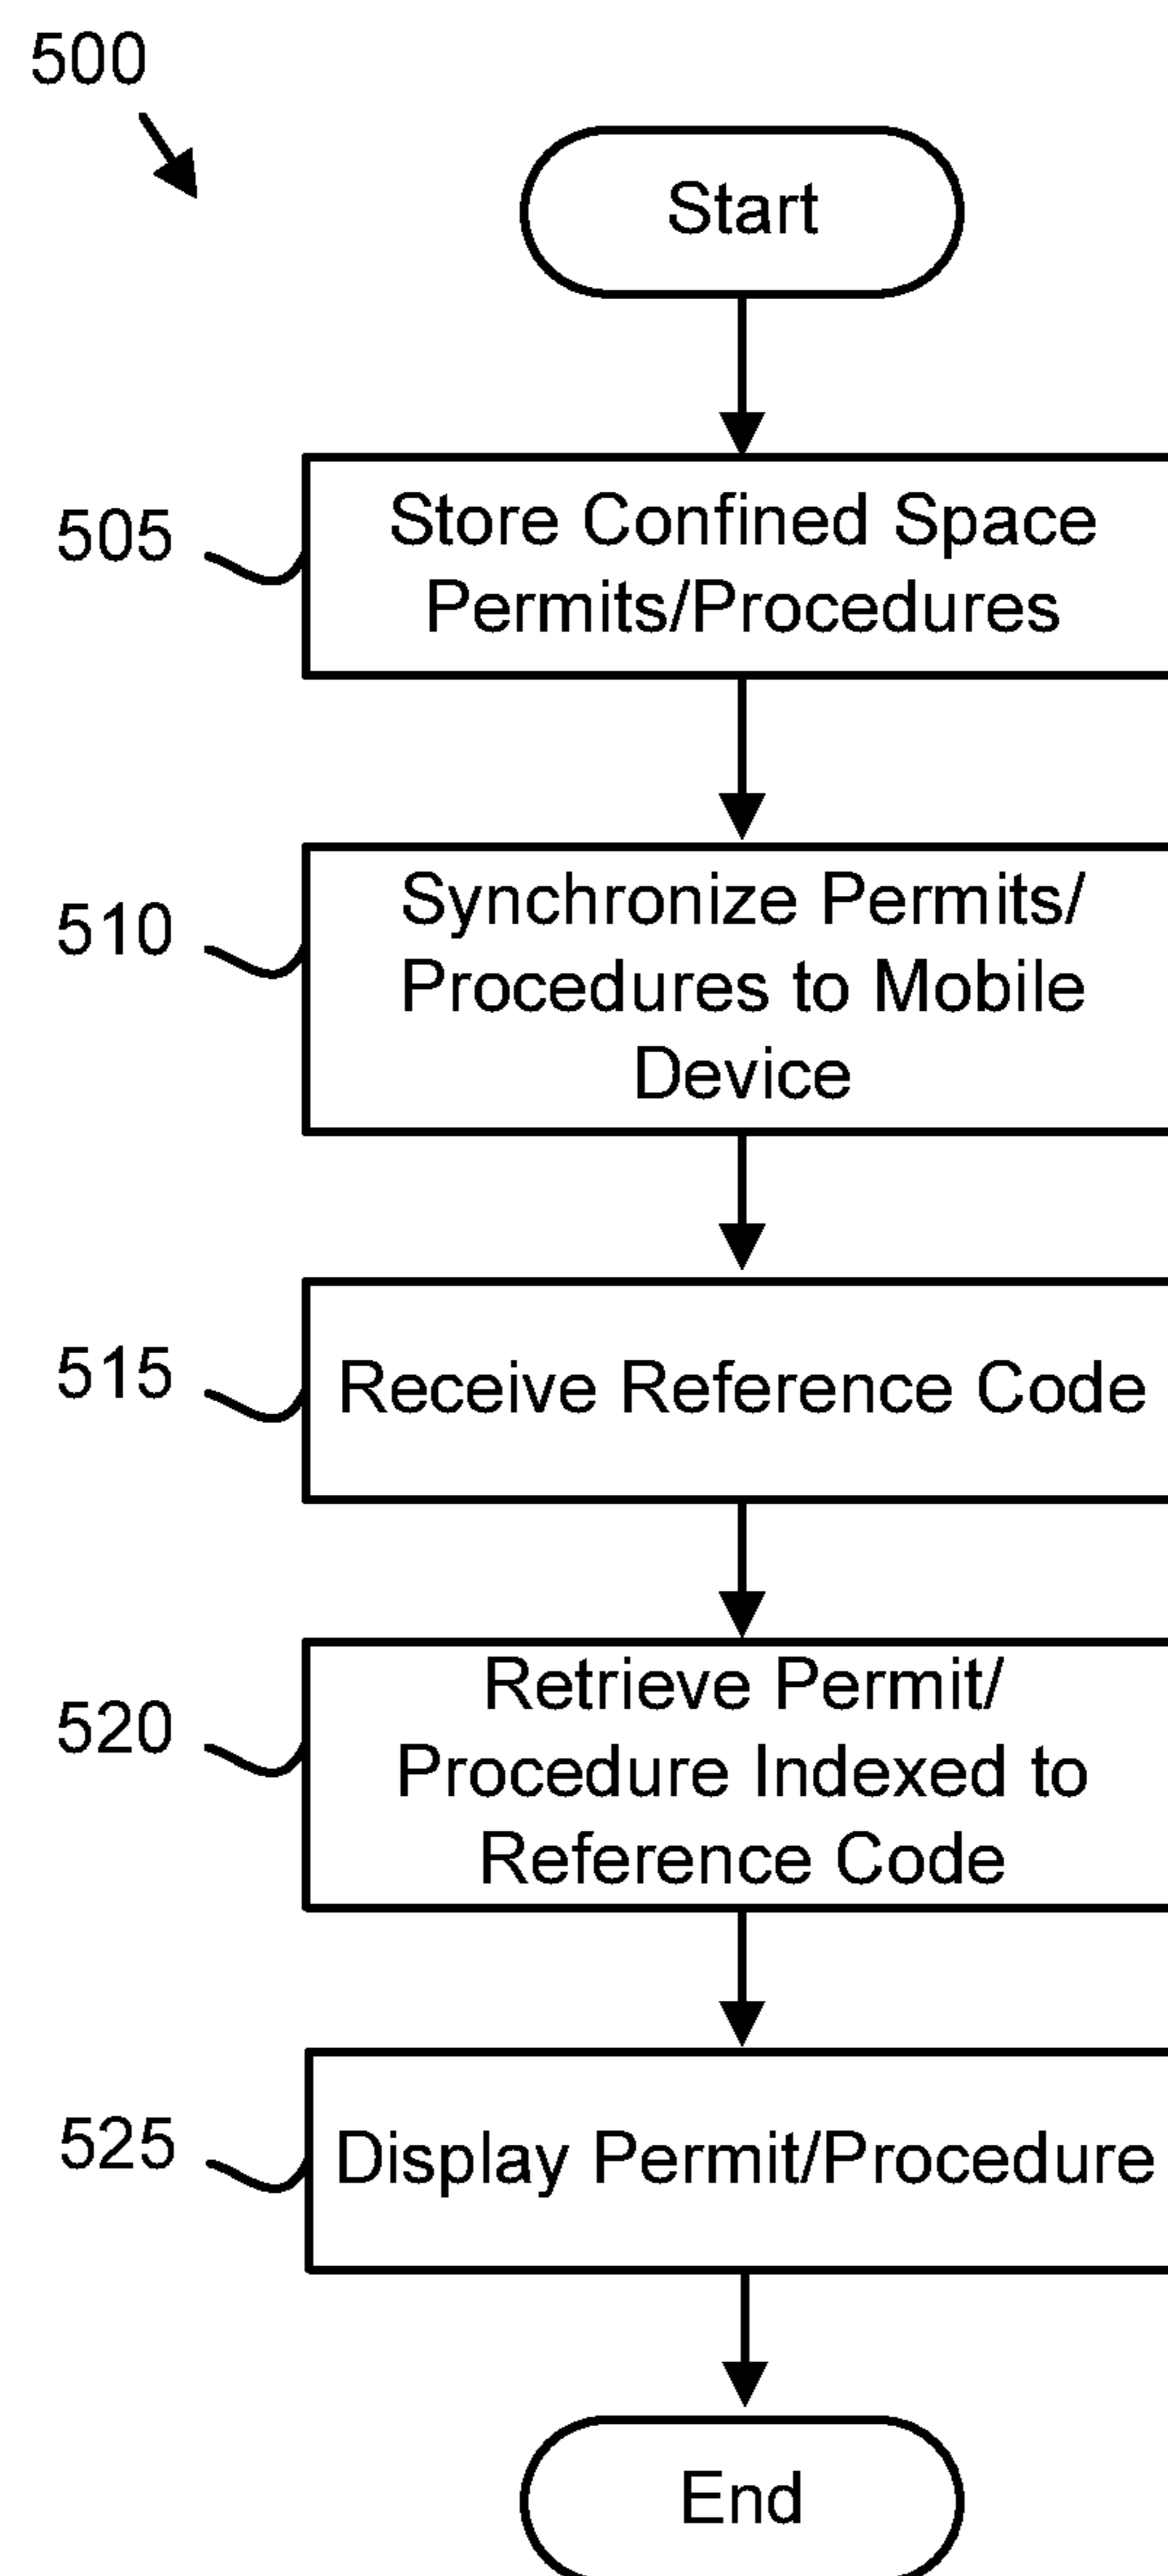 500
Start
505
Store Confined Space
Permits/Procedures
510
Synchronize Permits/
Procedures to Mobile
Device
515
Receive Reference Code
520
Retrieve Permit/
Procedure Indexed to
Reference Code
525
Display Permit/Procedure
End